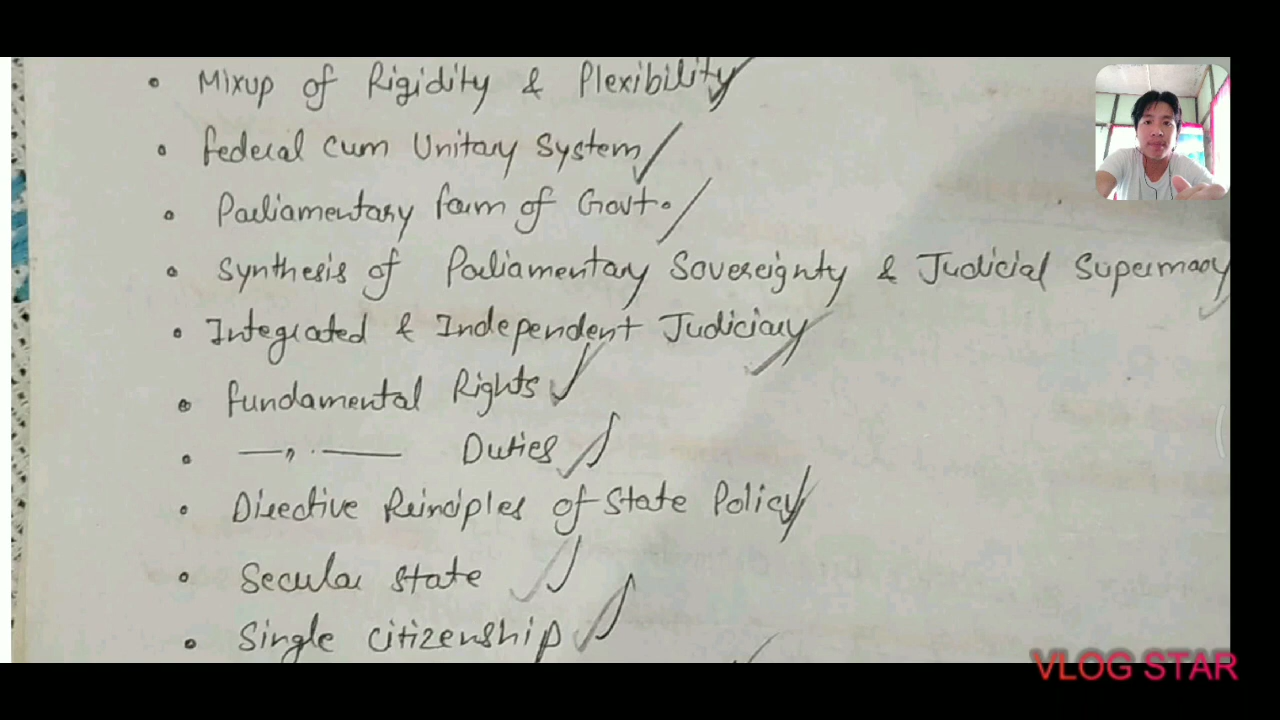 • Mixup of Rigidity & Plexibility
• Federal Cum Unitary System
• Parliamentary form of Govt.
• Synthesis of Parliamentary Sovereignty & Judicial Supermacy
• Integrated & Independent Judiciary
• Fundamental Rights
• —„— Duties
• Directive Principles of State Policy
• Secular state
• Single citizenship
VLOG STAR